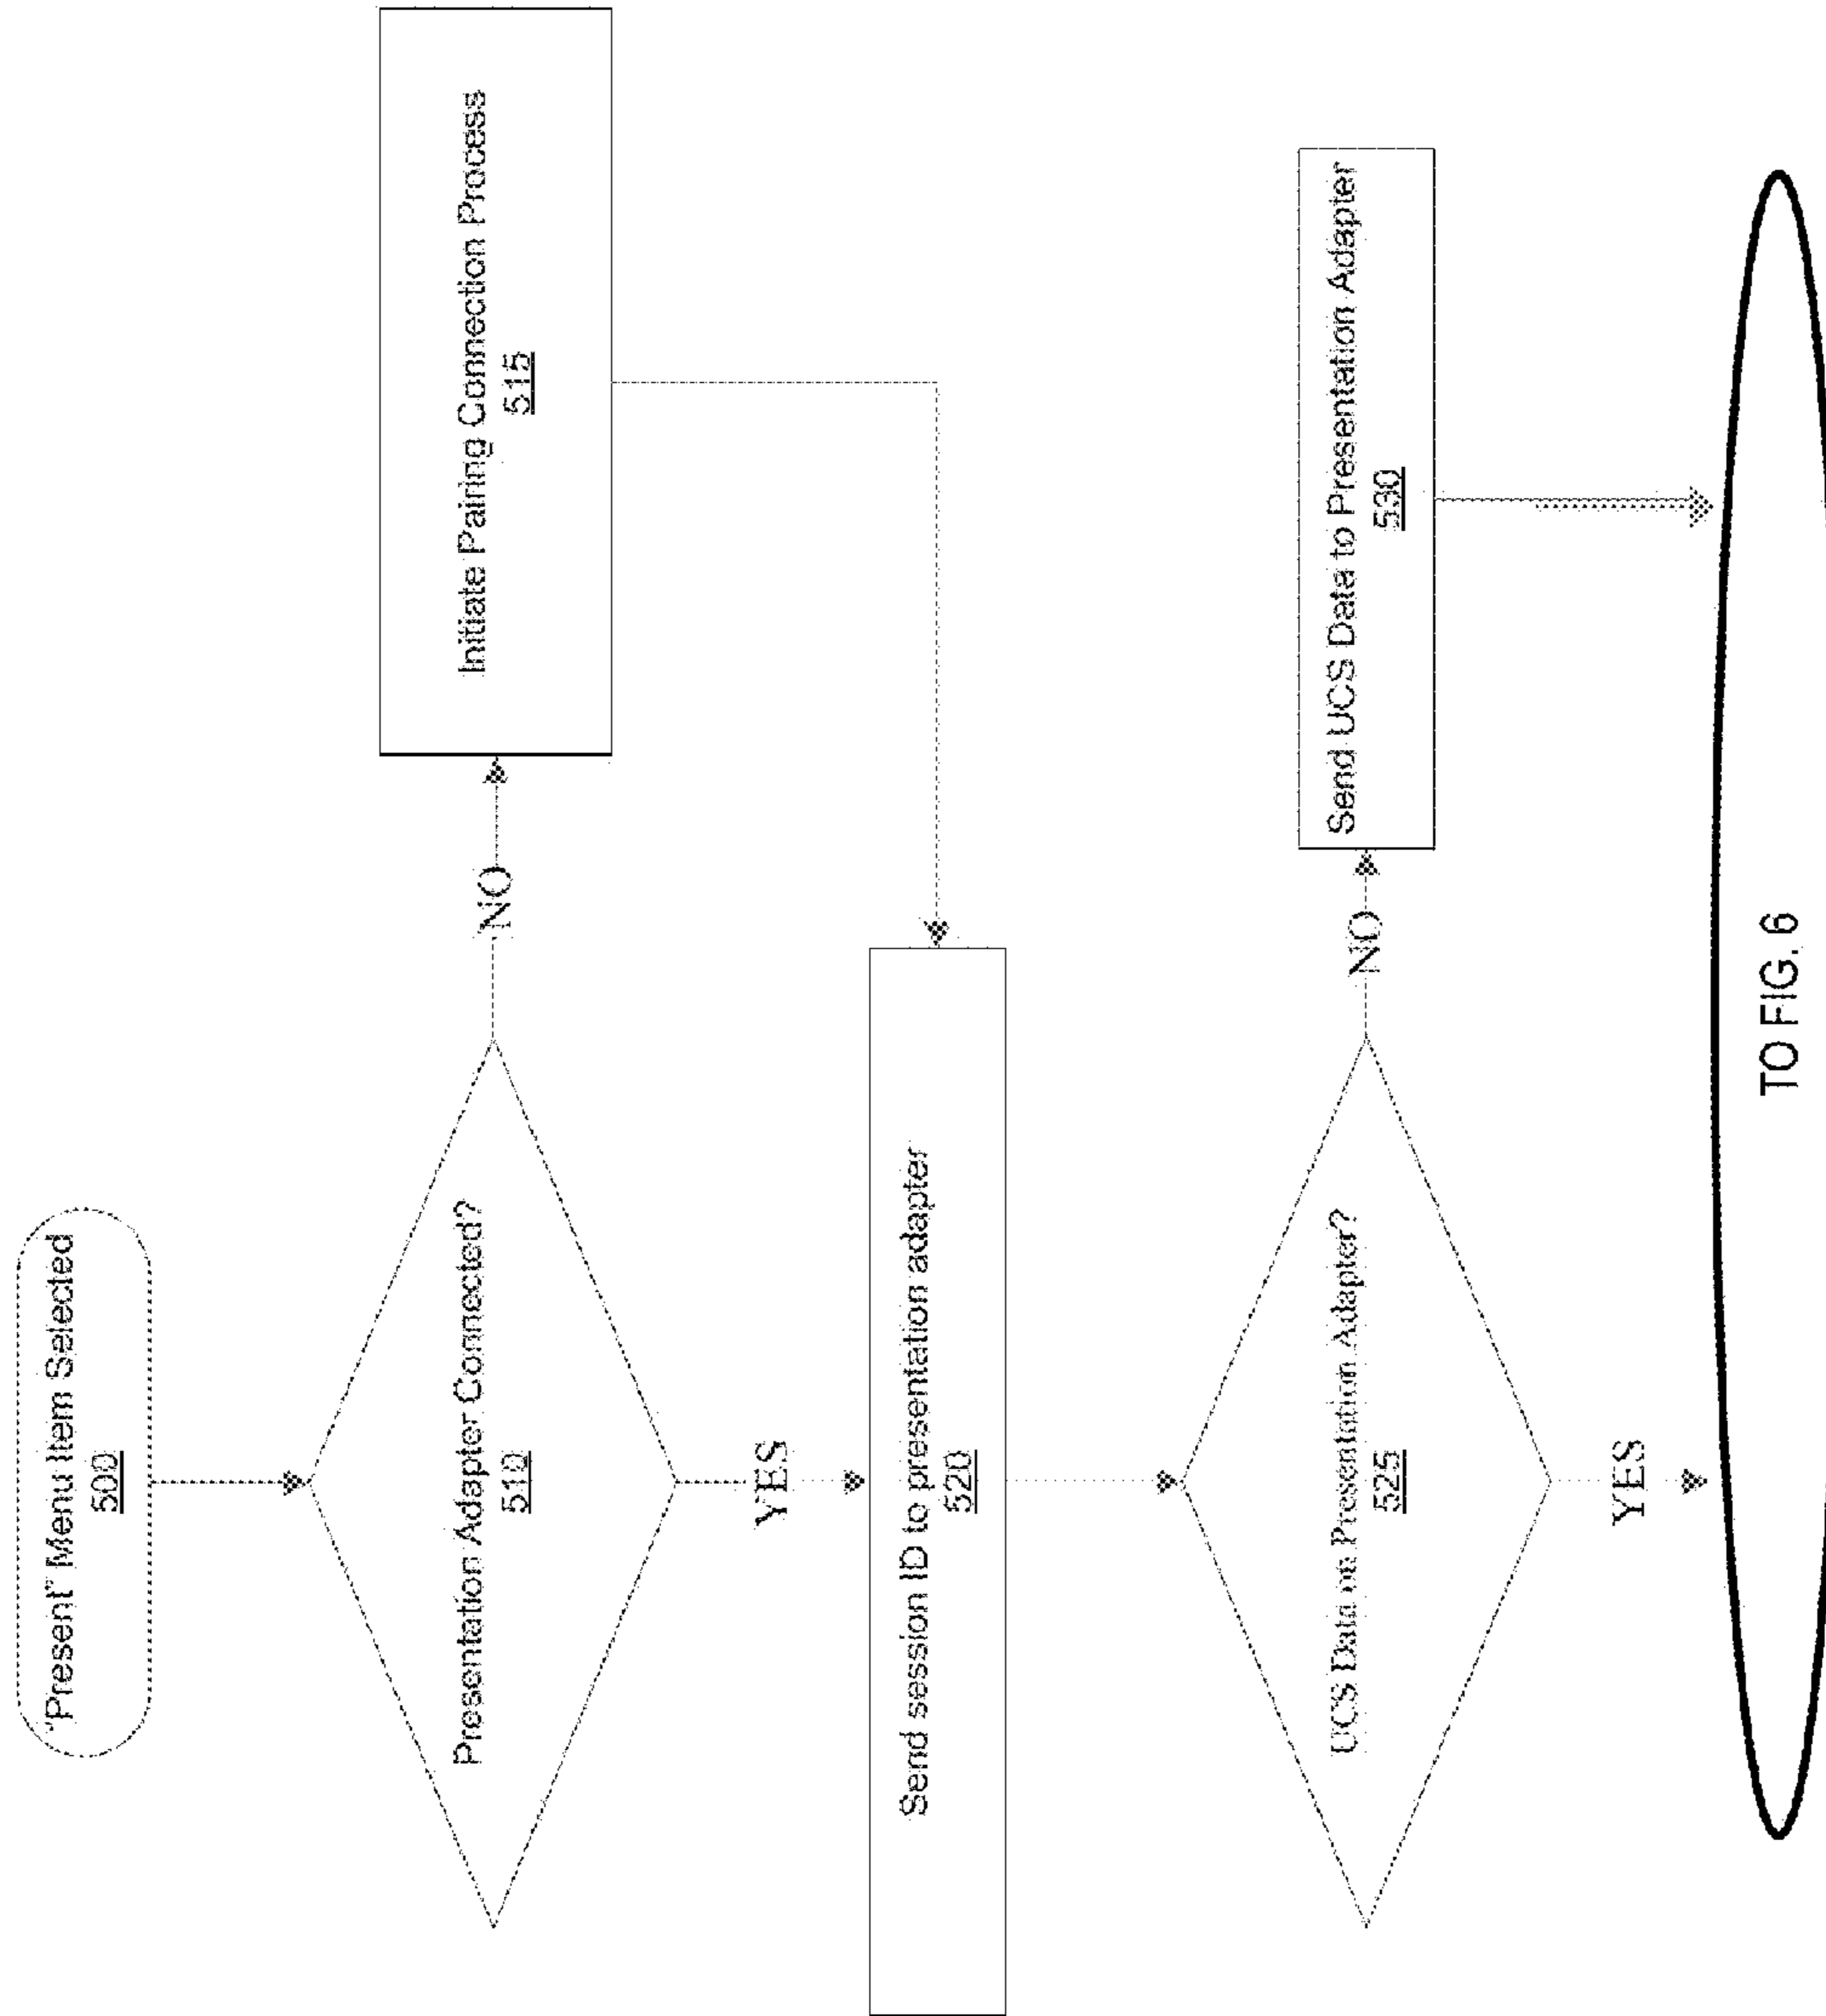 "Present" Menu Item Selected
500
Presentation Adapter Connected?
510
NO
Initiate Pairing Connection Process
515
YES
Send session ID to presentation adapter
520
UCS Data on Presentation Adapter?
525
NO
Send UCS Data to Presentation Adapter
530
YES
TO FIG. 6